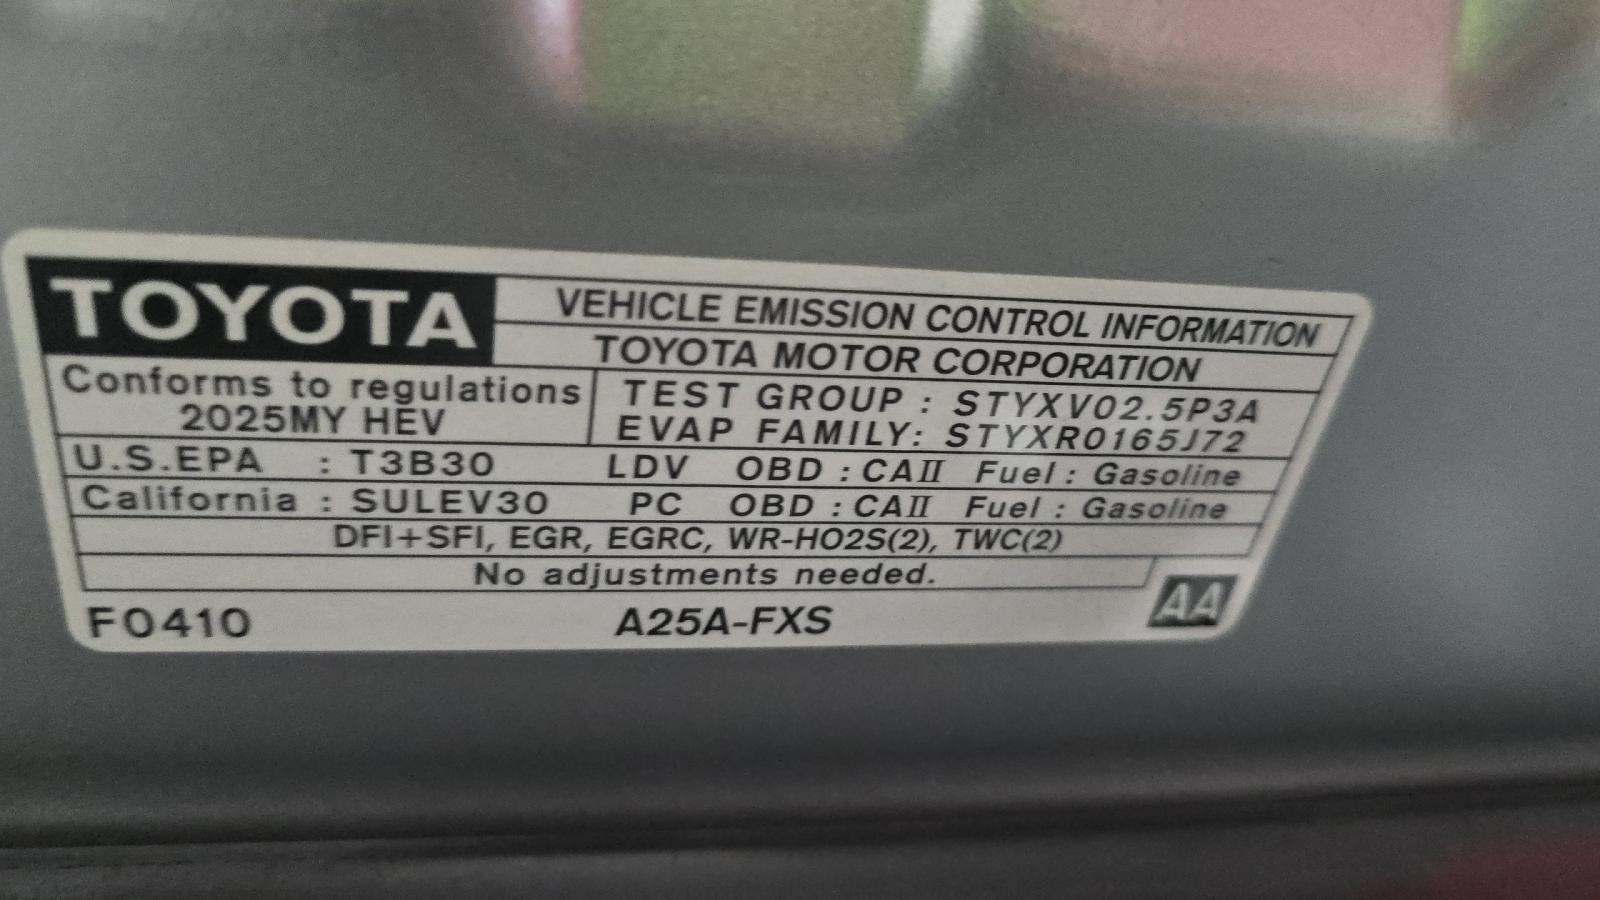 TOYOTA
VEHICLE EMISSION CONTROL INFORMATION
TOYOTA MOTOR CORPORATION
Conforms to regulations
2025MY HEV
TEST GROUP : STYXV02.5P3A
EVAP FAMILY: STYXR0165J72
U.S.EPA : T3B30 LDV OBD : CAII Fuel : Gasoline
California : SULEV30 PC OBD : CAII Fuel : Gasoline
DFI+SFI, EGR, EGRC, WR-HO2S(2), TWC(2)
No adjustments needed.
F0410 A25A-FXS AA